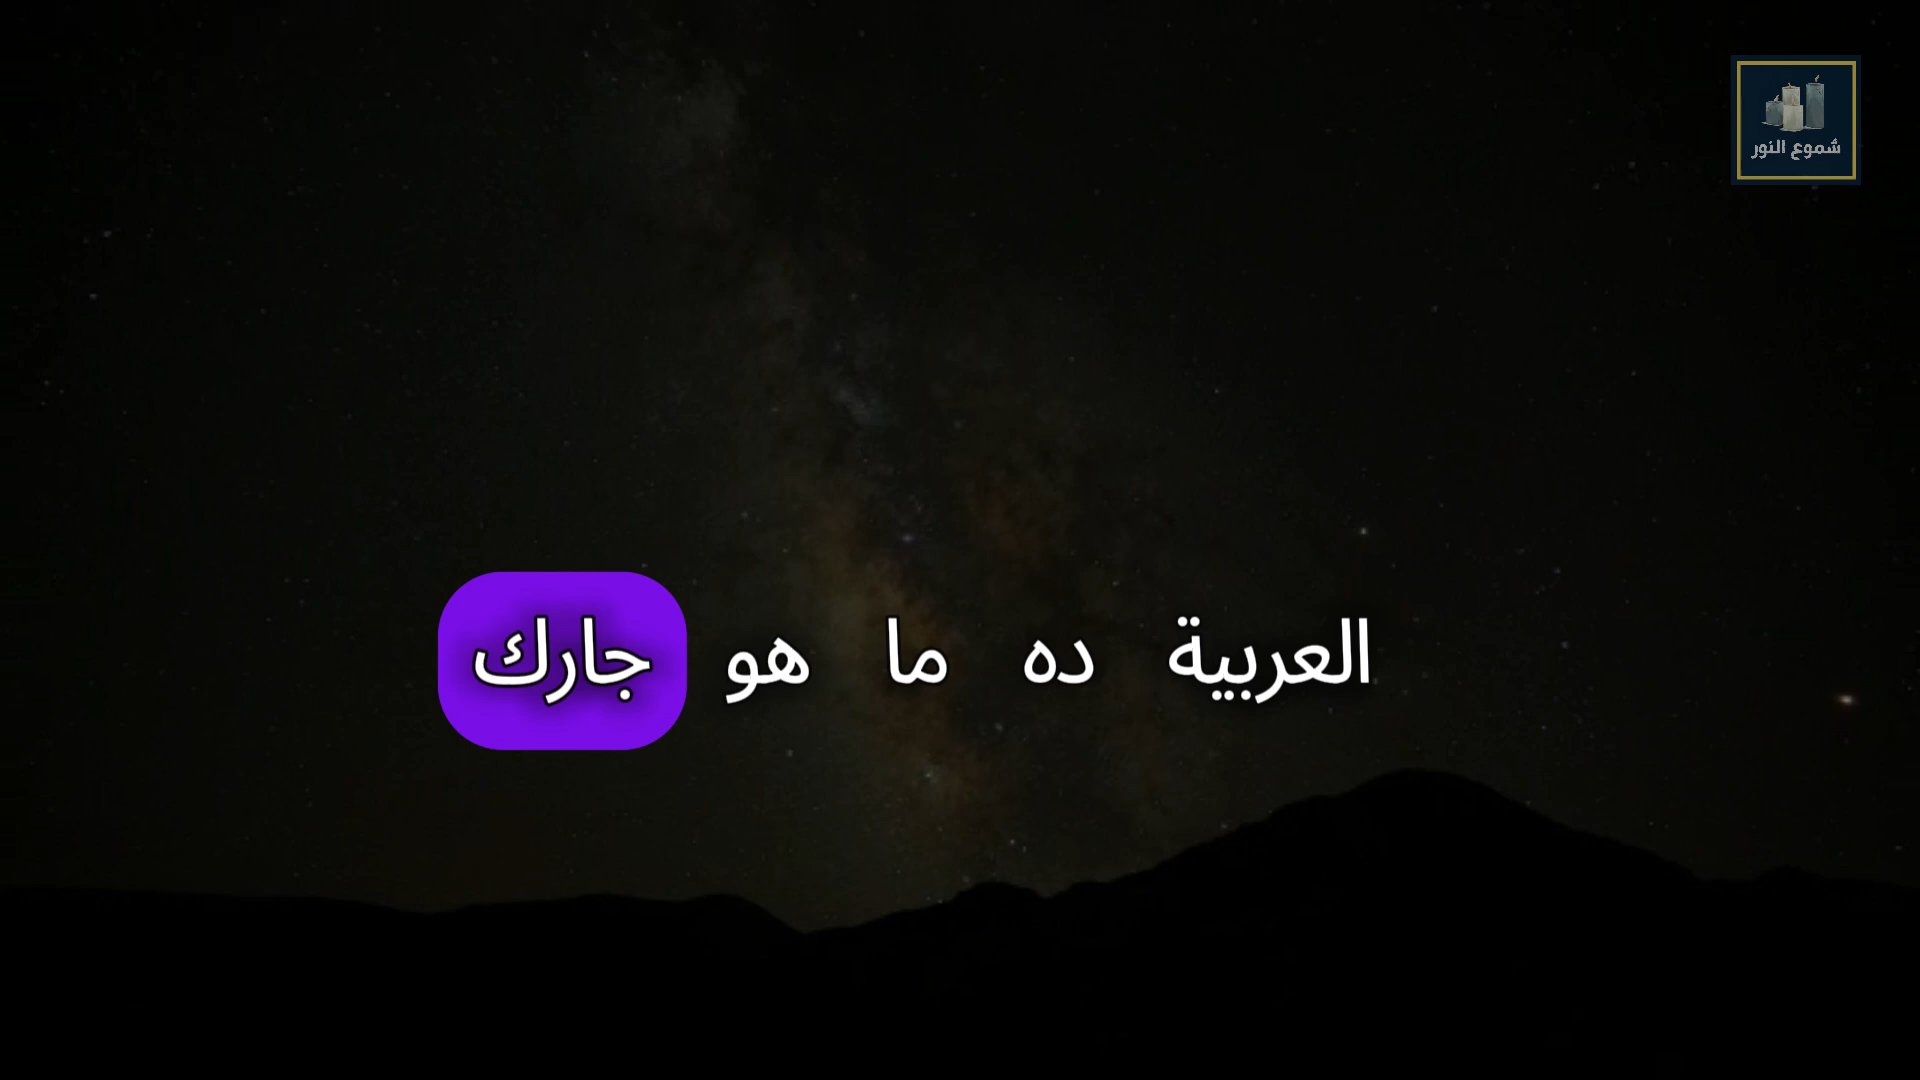 شموع النور
العربية ده ما هو جارك